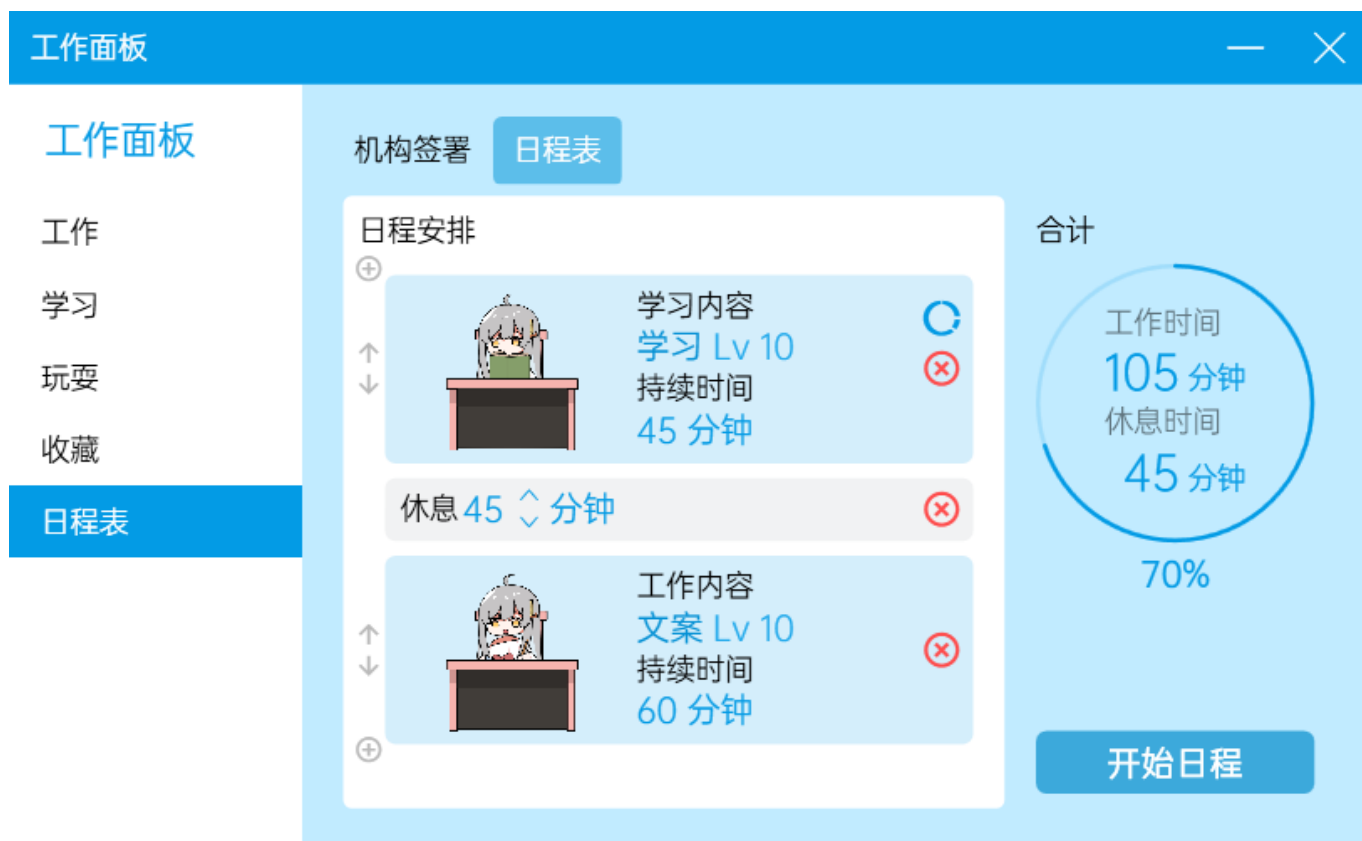 工作面板
工作面板
工作
学习
玩耍
收藏
日程表
机构签署
日程表
日程安排
学习内容
学习 Lv 10
持续时间
45 分钟
休息 45 分钟
工作内容
文案 Lv 10
持续时间
60 分钟
合计
工作时间
105 分钟
休息时间
45 分钟
70%
开始日程